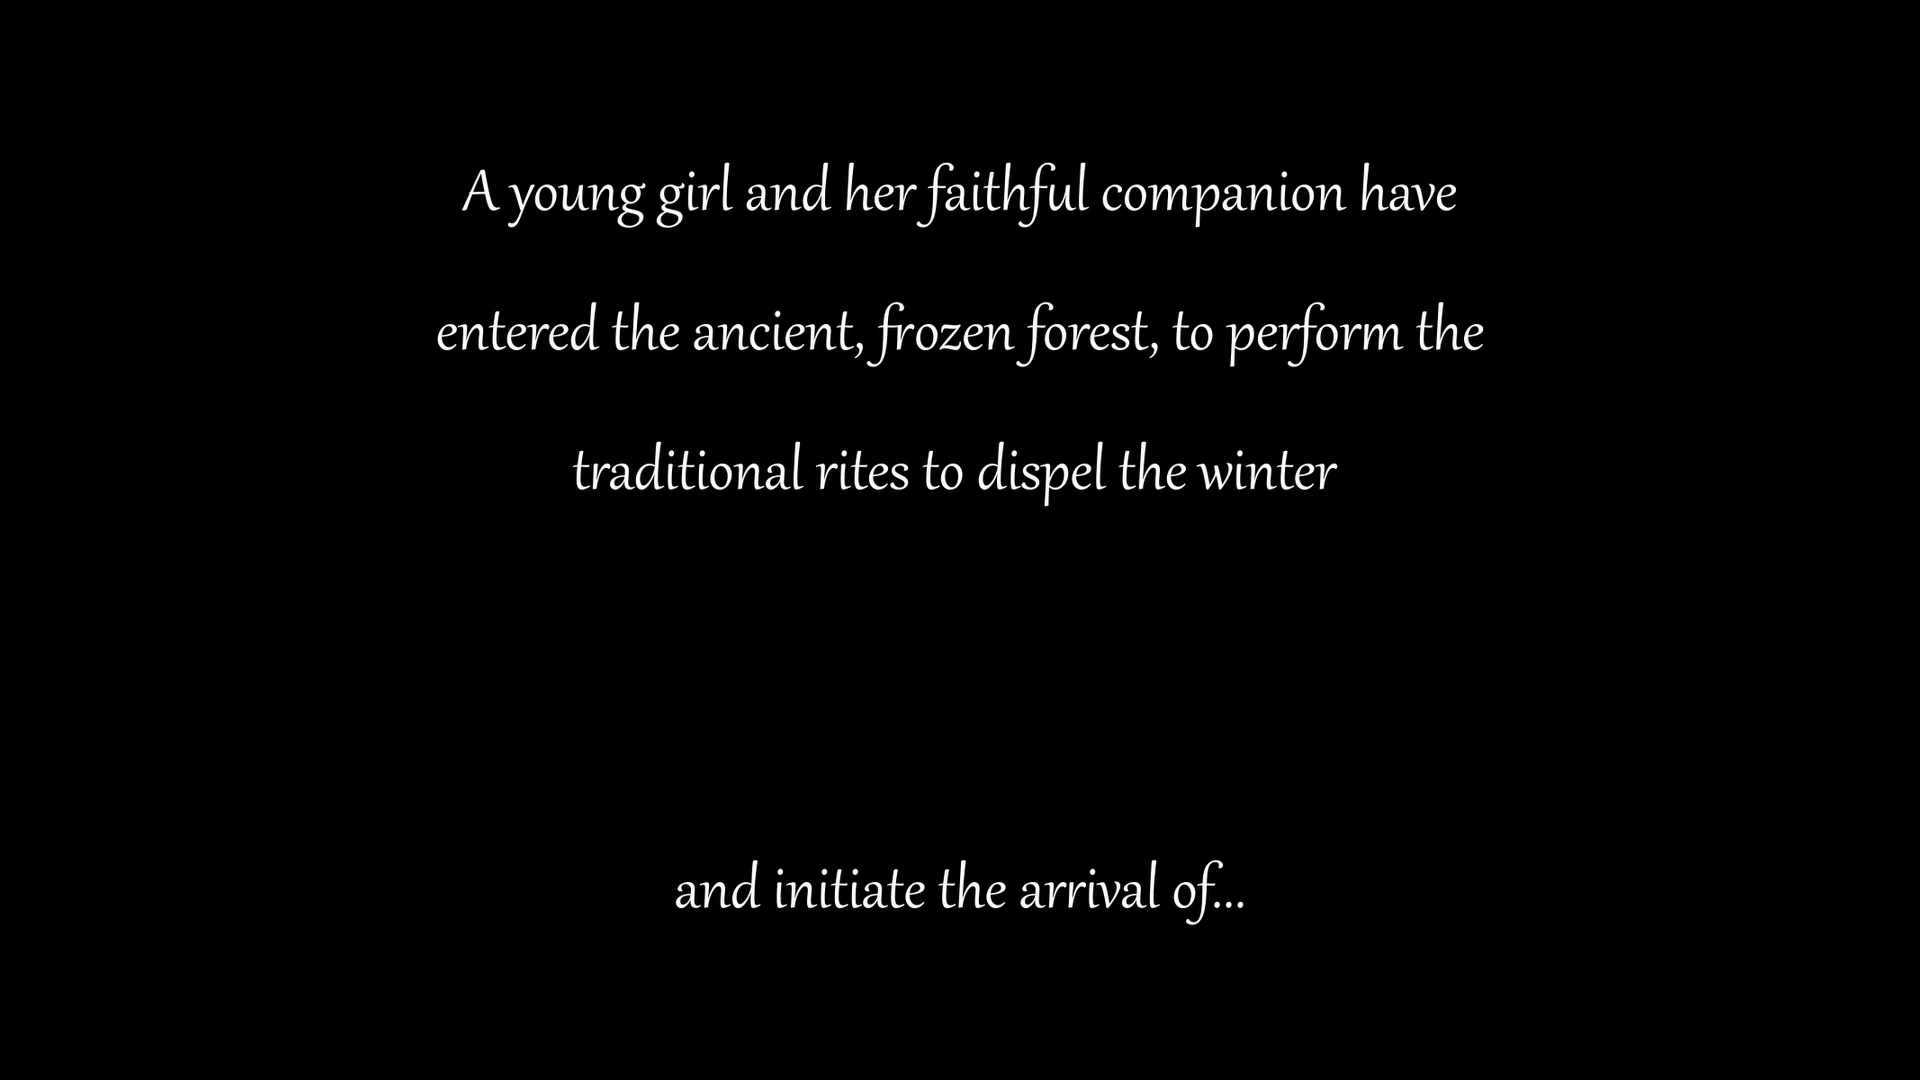 A young girl and her faithful companion have
entered the ancient, frozen forest, to perform the
traditional rites to dispel the winter
and initiate the arrival of...